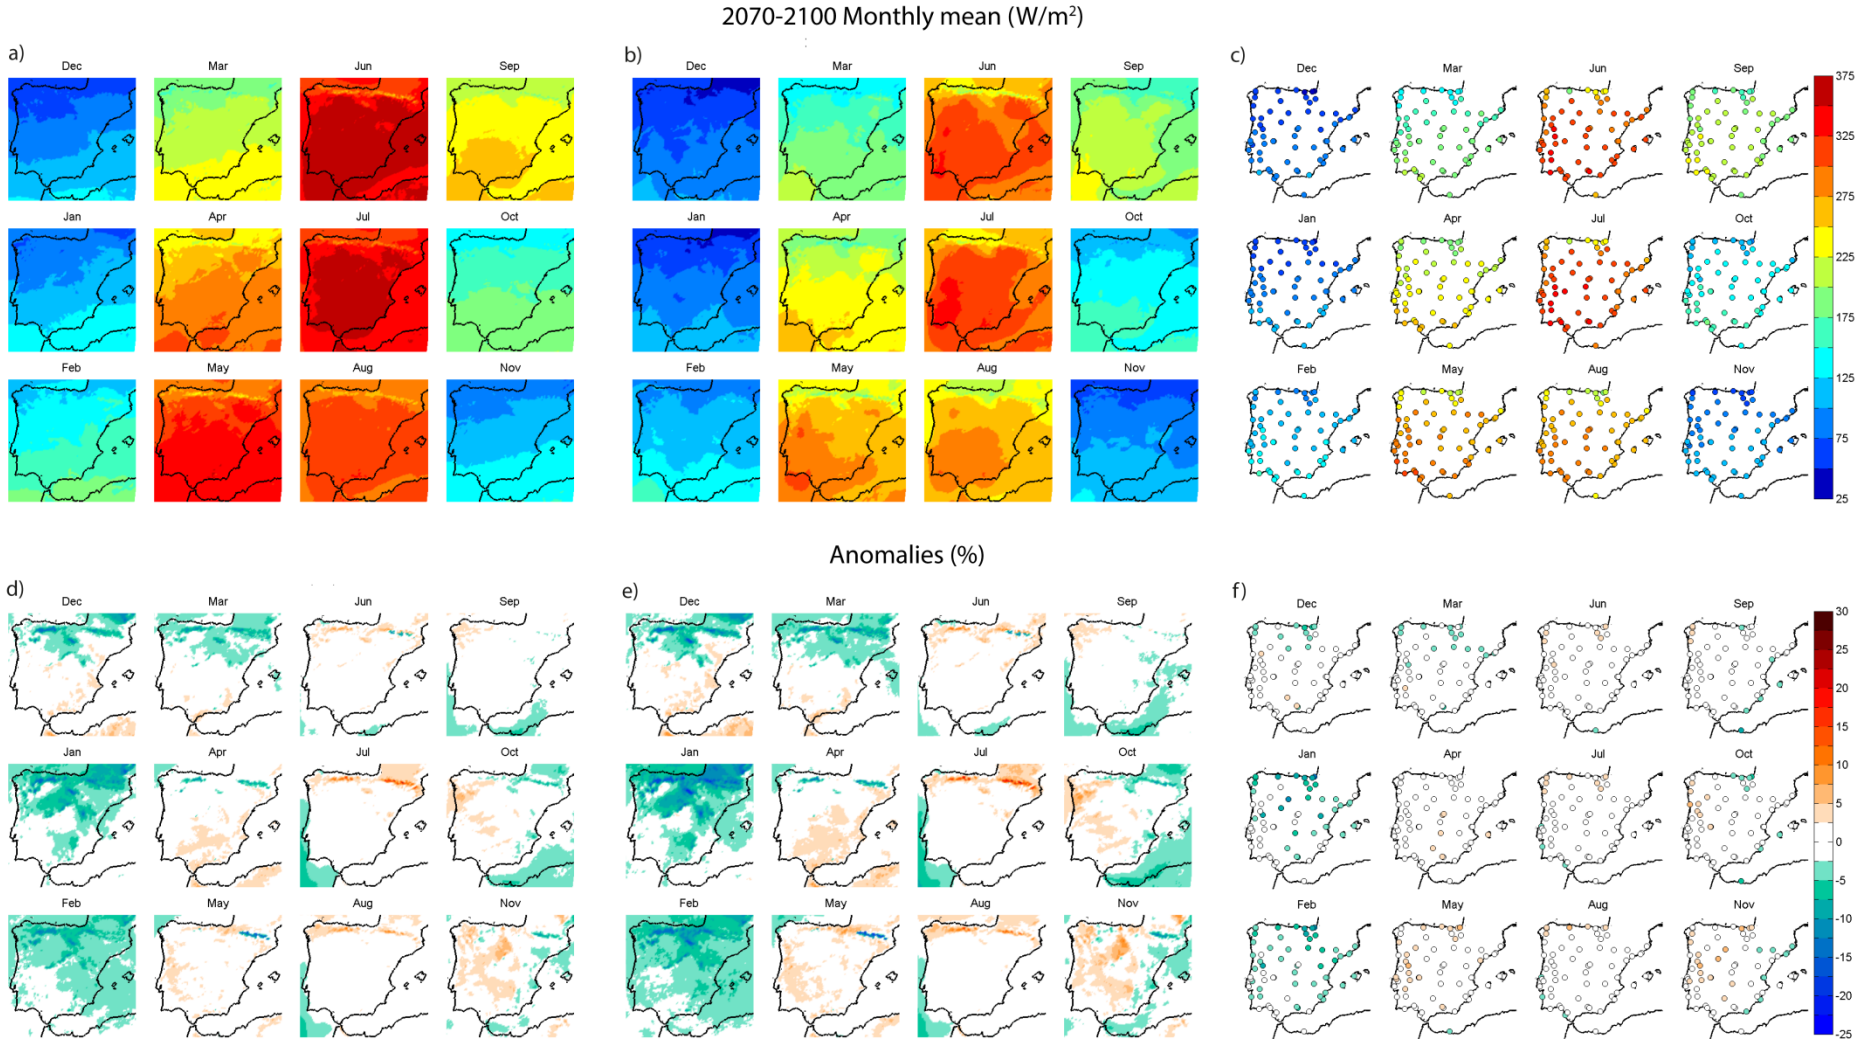 2070-2100 Monthly mean (W/m²)
a)
b)
c)
Dec Mar Jun Sep
Dec Mar Jun Sep
Dec Mar Jun Sep
Jan Apr Jul Oct
Jan Apr Jul Oct
Jan Apr Jul Oct
Feb May Aug Nov
Feb May Aug Nov
Feb May Aug Nov
375
325
275
225
175
125
75
25
Anomalies (%)
d)
e)
f)
Dec Mar Jun Sep
Dec Mar Jun Sep
Dec Mar Jun Sep
Jan Apr Jul Oct
Jan Apr Jul Oct
Jan Apr Jul Oct
Feb May Aug Nov
Feb May Aug Nov
Feb May Aug Nov
30
25
20
15
10
5
0
-5
-10
-15
-20
-25